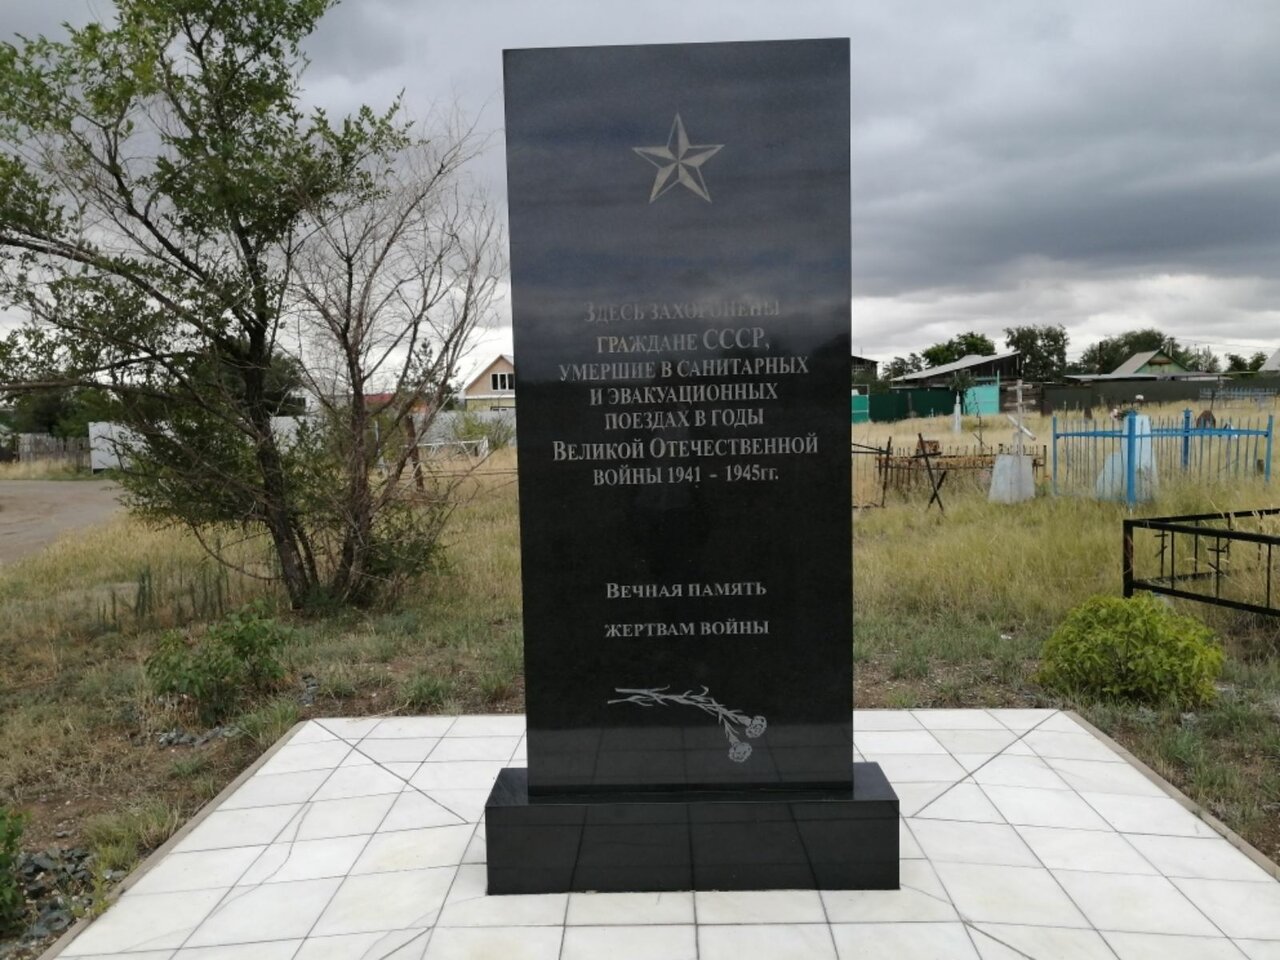 Здесь захоронены
граждане СССР,
умершие в санитарных
и эвакуационных
поездах в годы
Великой Отечественной
войны 1941 - 1945гг.
Вечная память
жертвам войны